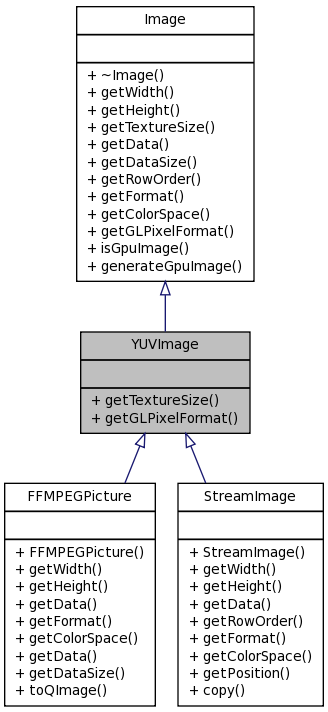 Image
+ ~Image()
+ getWidth()
+ getHeight()
+ getTextureSize()
+ getData()
+ getDataSize()
+ getRowOrder()
+ getFormat()
+ getColorSpace()
+ getGLPixelFormat()
+ isGpuImage()
+ generateGpuImage()
YUVImage
+ getTextureSize()
+ getGLPixelFormat()
FFMPEGPicture
+ FFMPEGPicture()
+ getWidth()
+ getHeight()
+ getData()
+ getFormat()
+ getColorSpace()
+ getData()
+ getDataSize()
+ toQImage()
StreamImage
+ StreamImage()
+ getWidth()
+ getHeight()
+ getData()
+ getRowOrder()
+ getFormat()
+ getColorSpace()
+ getPosition()
+ copy()